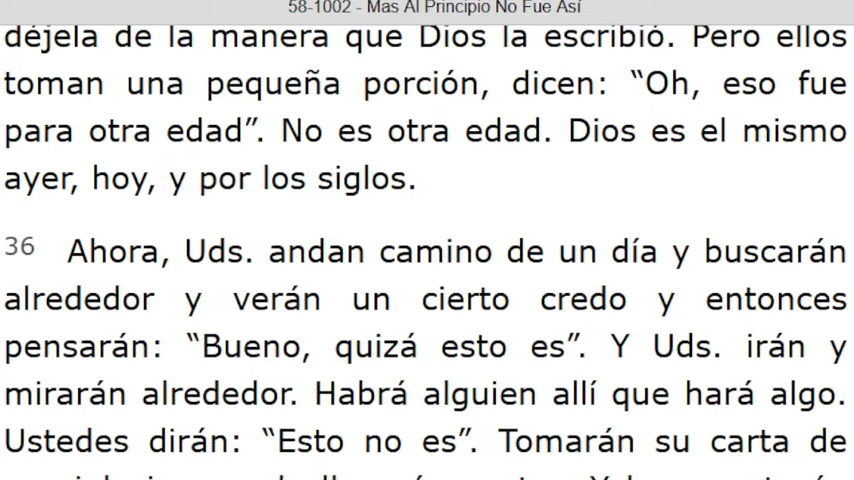 58-1002 - Mas Al Principio No Fue Así
déjela de la manera que Dios la escribió. Pero ellos
toman una pequeña porción, dicen: “Oh, eso fue
para otra edad”. No es otra edad. Dios es el mismo
ayer, hoy, y por los siglos.
36 Ahora, Uds. andan camino de un día y buscarán
alrededor y verán un cierto credo y entonces
pensarán: “Bueno, quizá esto es”. Y Uds. irán y
mirarán alrededor. Habrá alguien allí que hará algo.
Ustedes dirán: “Esto no es”. Tomarán su carta de